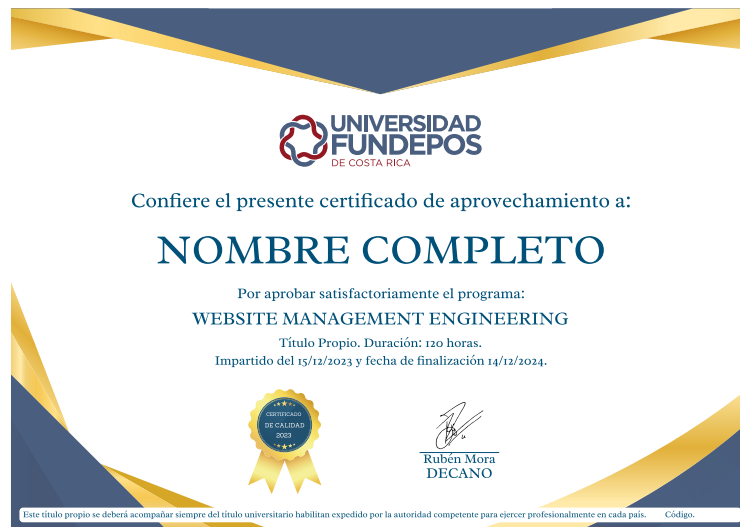 UNIVERSIDAD
FUNDEPOS
DE COSTA RICA
Confiere el presente certificado de aprovechamiento a:
NOMBRE COMPLETO
Por aprobar satisfactoriamente el programa:
WEBSITE MANAGEMENT ENGINEERING
Título Propio. Duración: 120 horas.
Impartido del 15/12/2023 y fecha de finalización 14/12/2024.
CERTIFICADO
DE CALIDAD
2023
Rubén Mora
DECANO
Este título propio se deberá acompañar siempre del título universitario habilitan expedido por la autoridad competente para ejercer profesionalmente en cada país. Código.